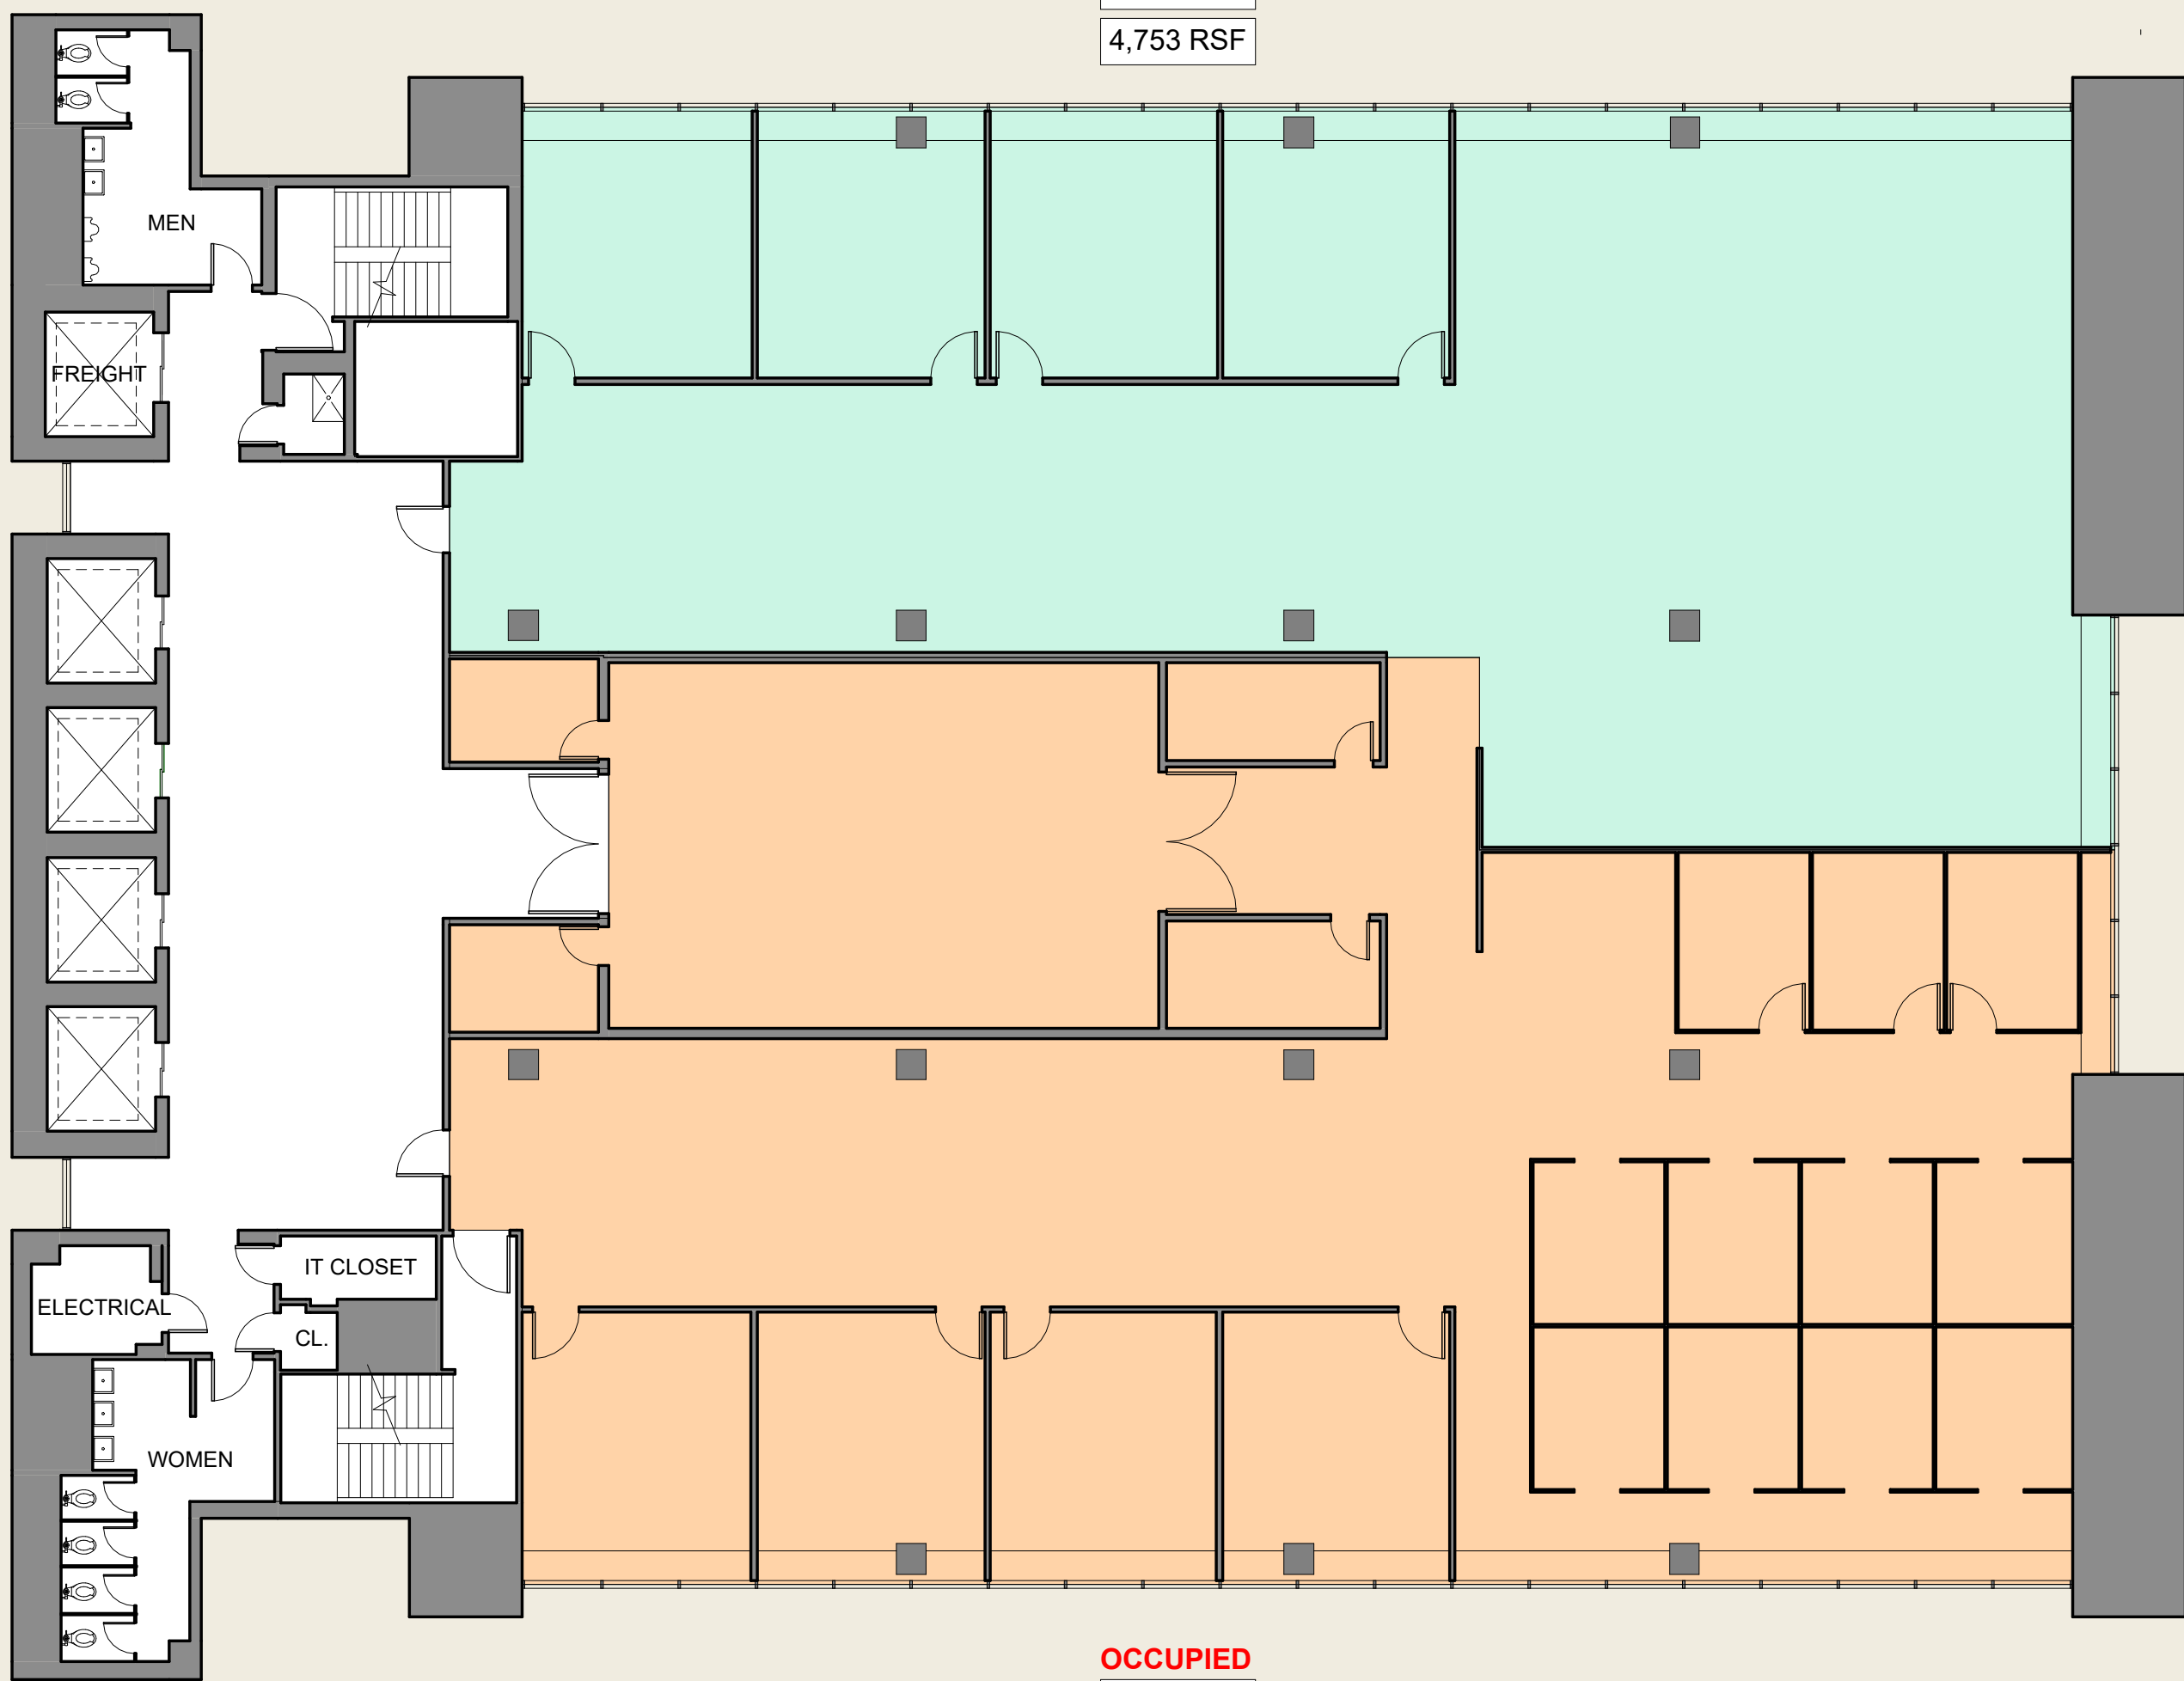 4,753 RSF
MEN
FREIGHT
IT CLOSET
ELECTRICAL
CL.
WOMEN
OCCUPIED